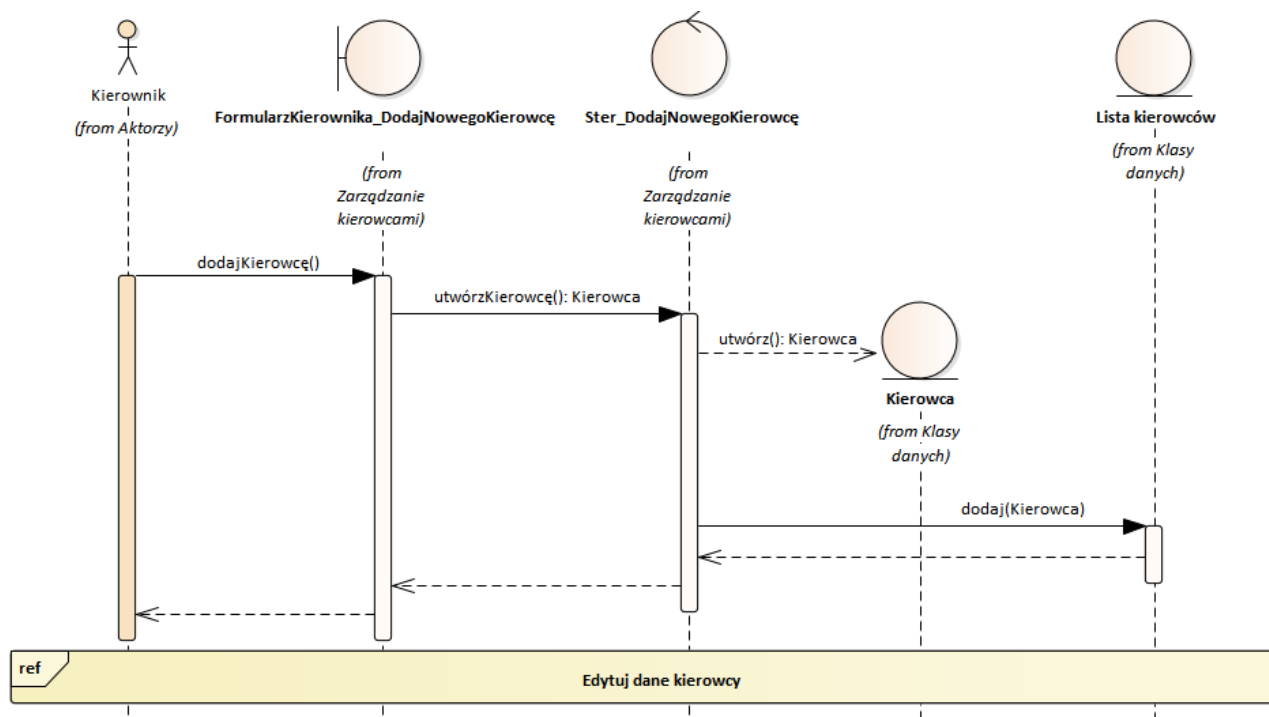 Kierownik
(from Aktorzy)
FormularzKierownika_DodajNowegoKierowcę
(from
Zarządzanie
kierowcami)
Ster_DodajNowegoKierowcę
(from
Zarządzanie
kierowcami)
Lista kierowców
(from Klasy
danych)
dodajKierowcę()
utwórzKierowcę(): Kierowca
utwórz(): Kierowca
Kierowca
(from Klasy
danych)
dodaj(Kierowca)
ref
Edytuj dane kierowcy